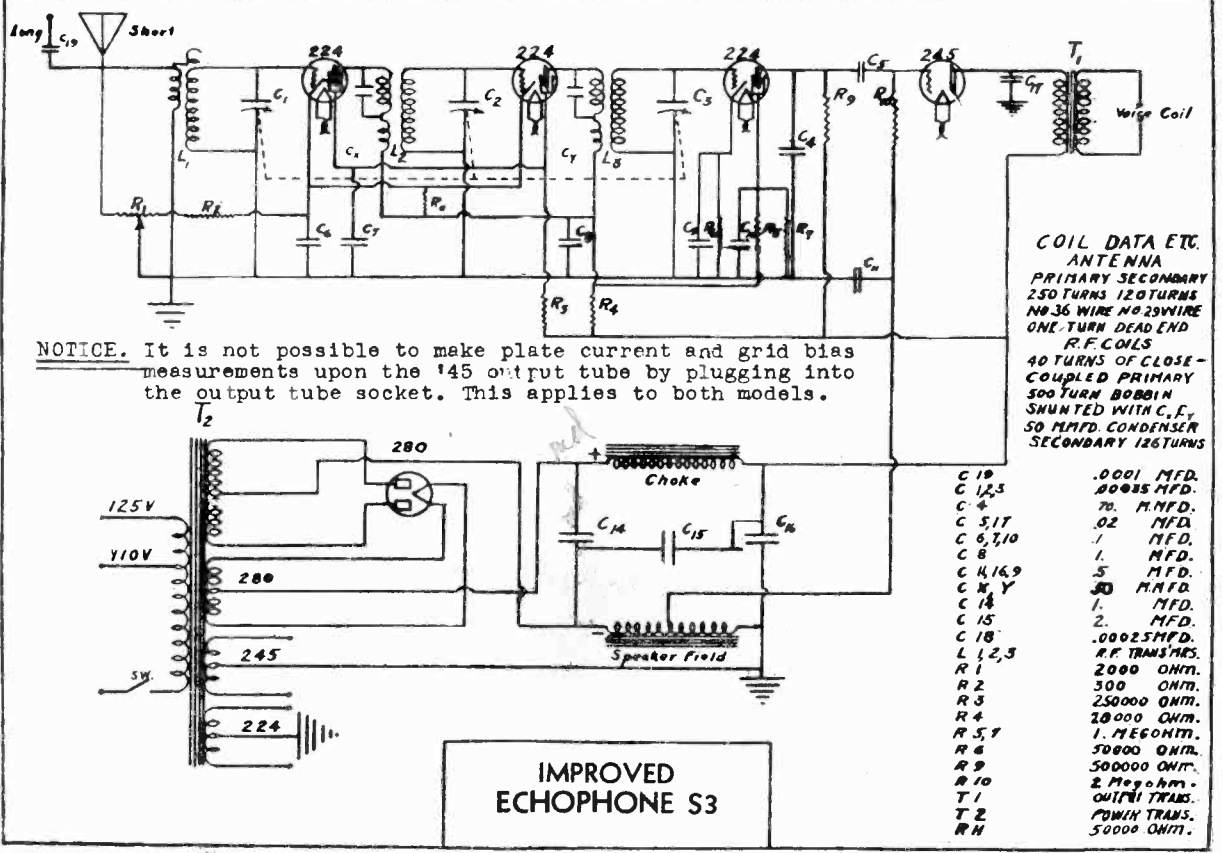 Long
C19
Short
224
224
224
C5
245
T1
C1
C2
C3
R9
R10
C17
Voice Coil
L1
Cx
L2
Cy
L3
C4
R1
R2
C6
C7
C8
R7
C11
R3
R4
NOTICE. It is not possible to make plate current and grid bias
measurements upon the '45 output tube by plugging into
the output tube socket. This applies to both models.
COIL DATA ETC.
ANTENNA
PRIMARY SECONDARY
250 TURNS 120 TURNS
NO 36 WIRE NO. 29 WIRE
ONE-TURN DEAD END
R.F. COILS
40 TURNS OF CLOSE-
COUPLED PRIMARY
500 TURN BOBBIN
SHUNTED WITH C, F, Y
50 M.MFD. CONDENSER
SECONDARY 126 TURNS
T2
280
125V
110V
280
SW.
245
224
+
Choke
C14
C15
C16
-
Speaker Field
C 19 .0001 MFD.
C 1,2,3 .00035 MFD.
C 4 70. M.MFD.
C 5,17 .02 MFD.
C 6,7,10 .1 MFD.
C 8 1. MFD.
C 11,16,9 .5 MFD.
C X, Y 50 M.MFD.
C 14 1. MFD.
C 15 2. MFD.
C 18 .00025 MFD.
L 1,2,3 R.F. TRANS'MRS.
R 1 2000 OHM.
R 2 300 OHM.
R 3 250000 OHM.
R 4 OHM.
R 5,7 1. MEGOHM.
R 6 50000 OHM.
R 9 500000 OHM.
R 10 2 Megohm.
T 1 OUTPUT TRANS.
T 2 POWER TRANS.
R H 50000 OHM.
IMPROVED
ECHOPHONE S3